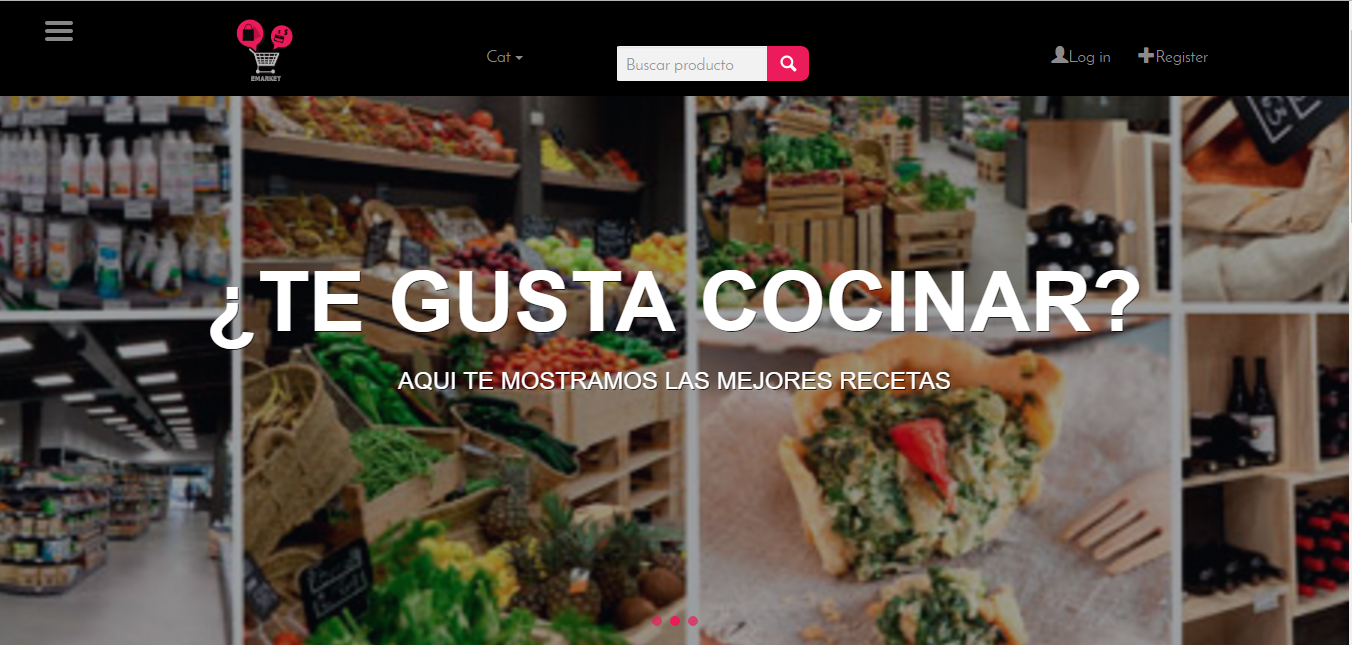 EMARKET
Cat
Buscar producto
Log in
Register
¿TE GUSTA COCINAR?
AQUI TE MOSTRAMOS LAS MEJORES RECETAS